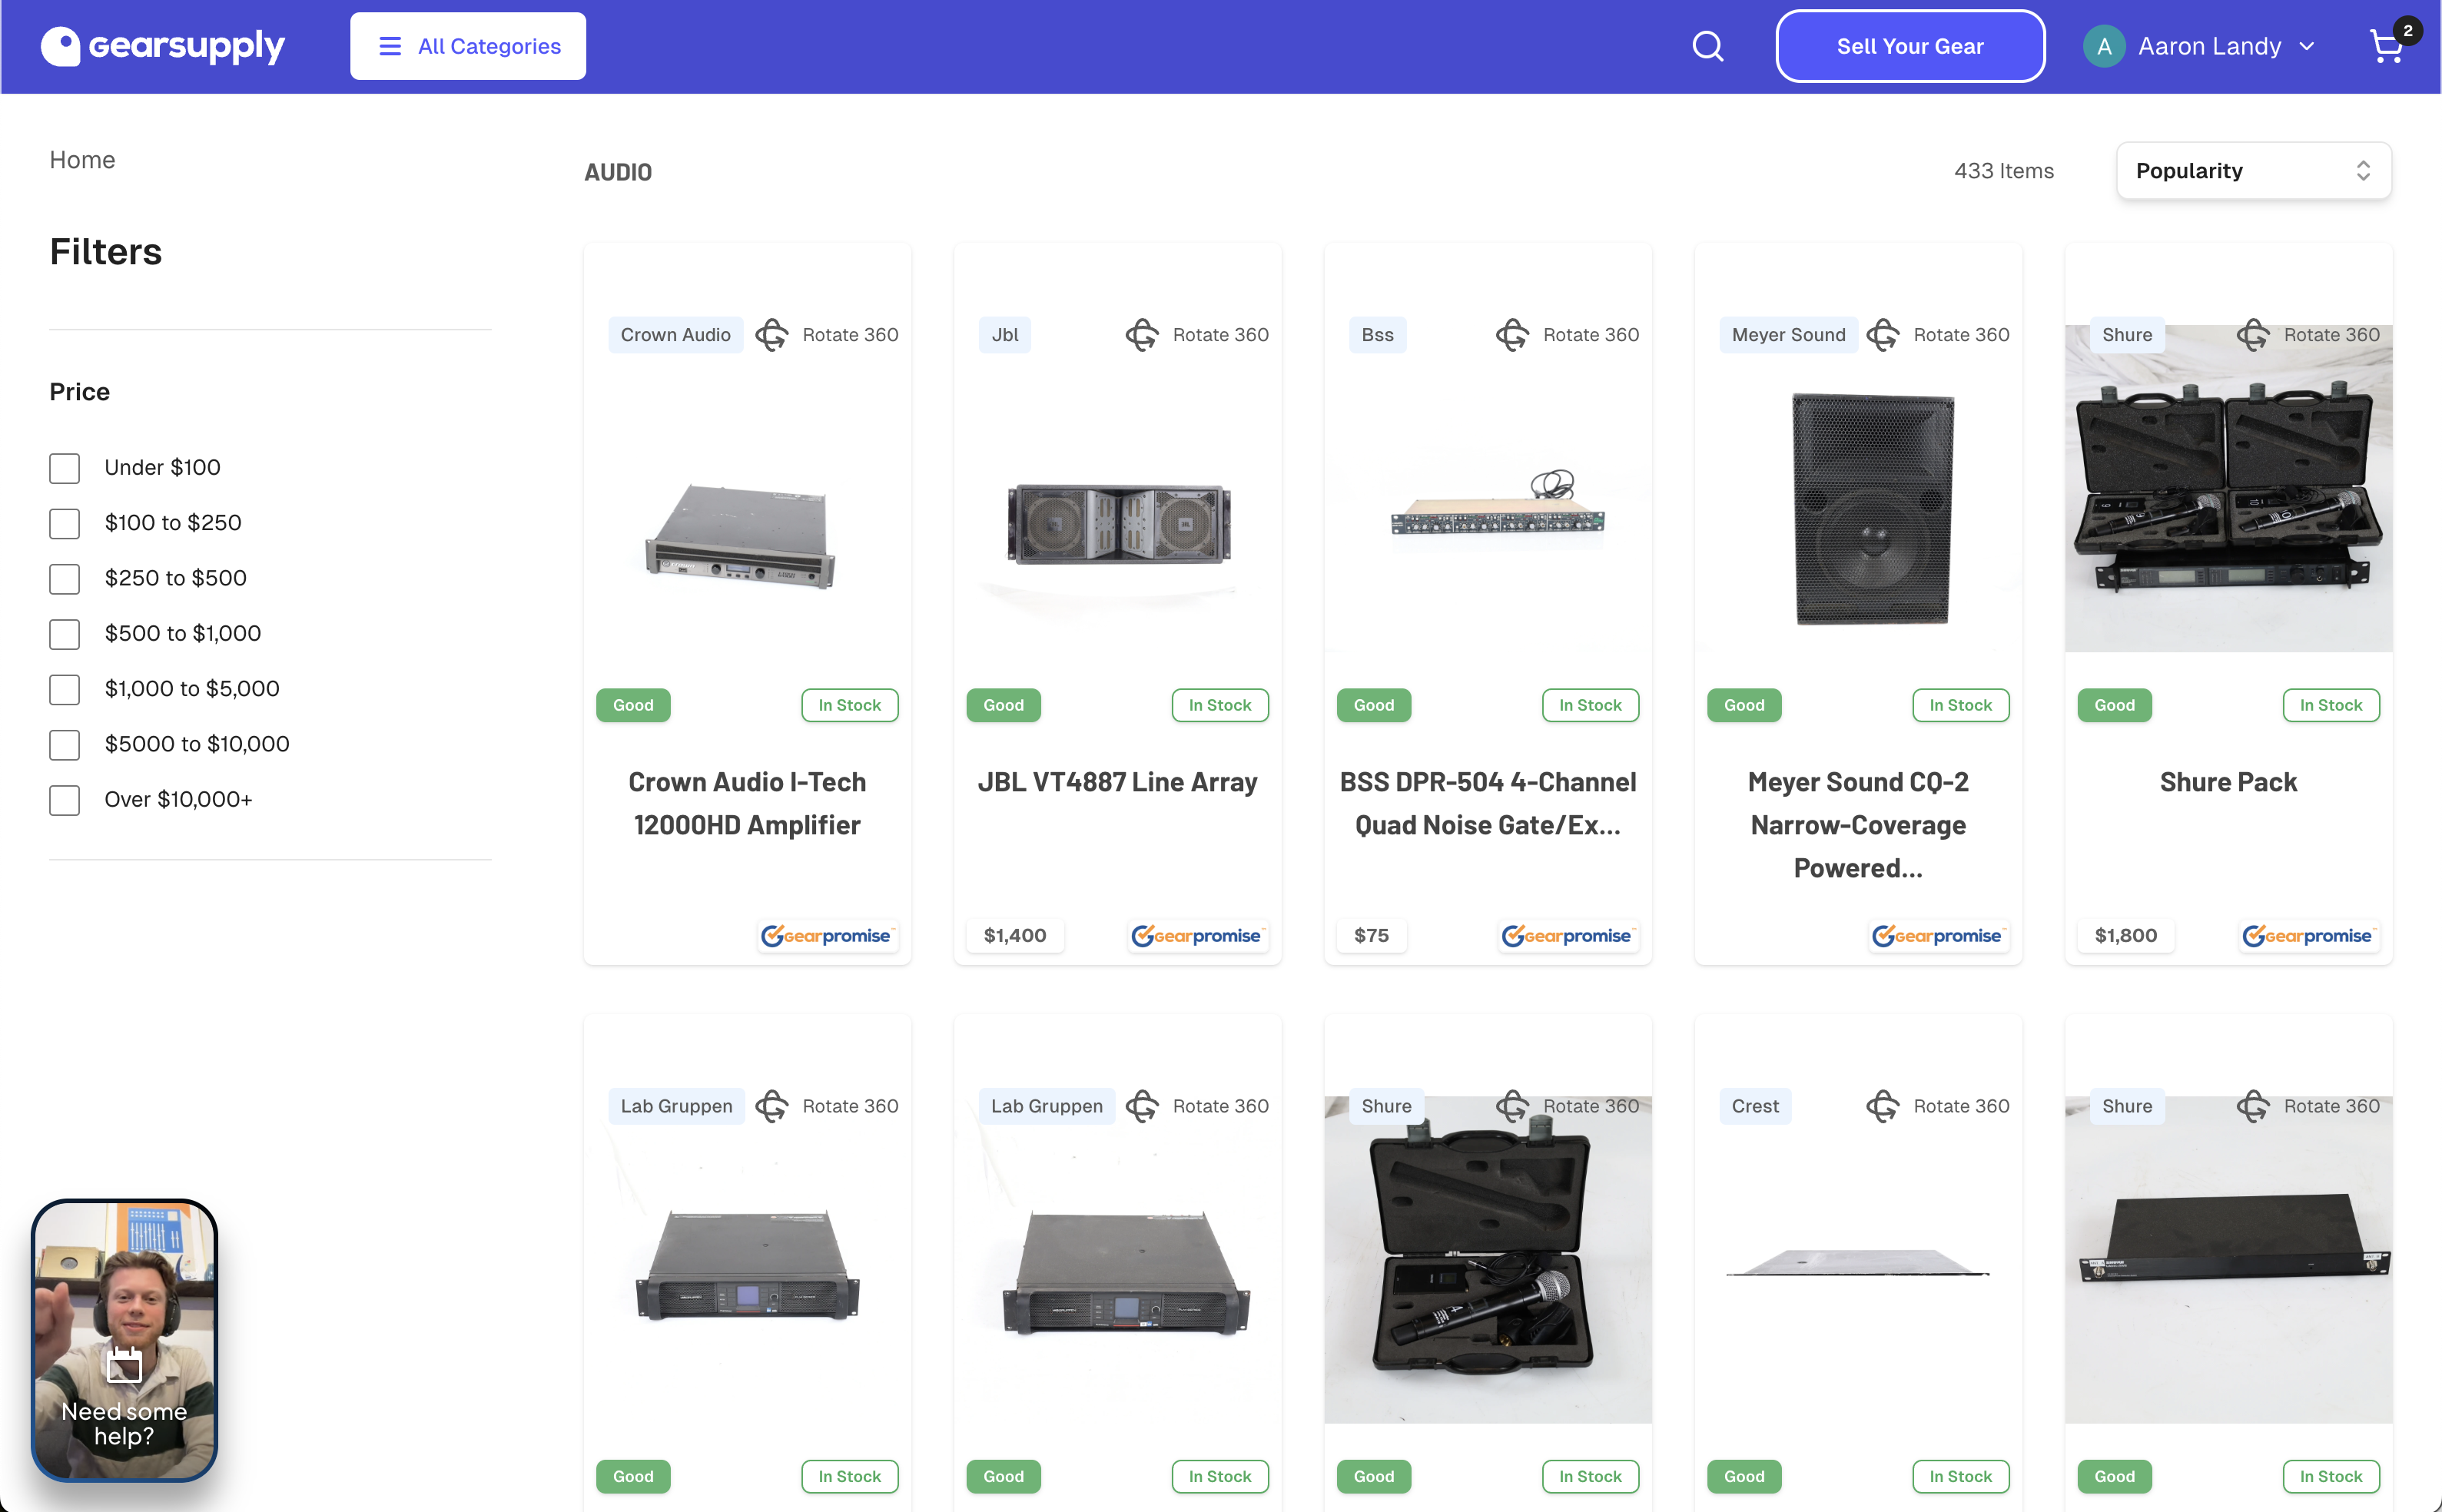 gearsupply
All Categories
Sell Your Gear
A
Aaron Landy
2
Home
AUDIO
433 Items
Popularity
Filters
Price
Under $100
$100 to $250
$250 to $500
$500 to $1,000
$1,000 to $5,000
$5000 to $10,000
Over $10,000+
Crown Audio
Rotate 360
Good
In Stock
Crown Audio I-Tech
12000HD Amplifier
Gearpromise™
Jbl
Rotate 360
Good
In Stock
JBL VT4887 Line Array
$1,400
Gearpromise™
Bss
Rotate 360
Good
In Stock
BSS DPR-504 4-Channel
Quad Noise Gate/Ex...
$75
Gearpromise™
Meyer Sound
Rotate 360
Good
In Stock
Meyer Sound CQ-2
Narrow-Coverage
Powered...
Gearpromise™
Shure
Rotate 360
Good
In Stock
Shure Pack
$1,800
Gearpromise™
Lab Gruppen
Rotate 360
Good
In Stock
Lab Gruppen
Rotate 360
Good
In Stock
Shure
Rotate 360
Good
In Stock
Crest
Rotate 360
Good
In Stock
Shure
Rotate 360
Good
In Stock
Need some
help?